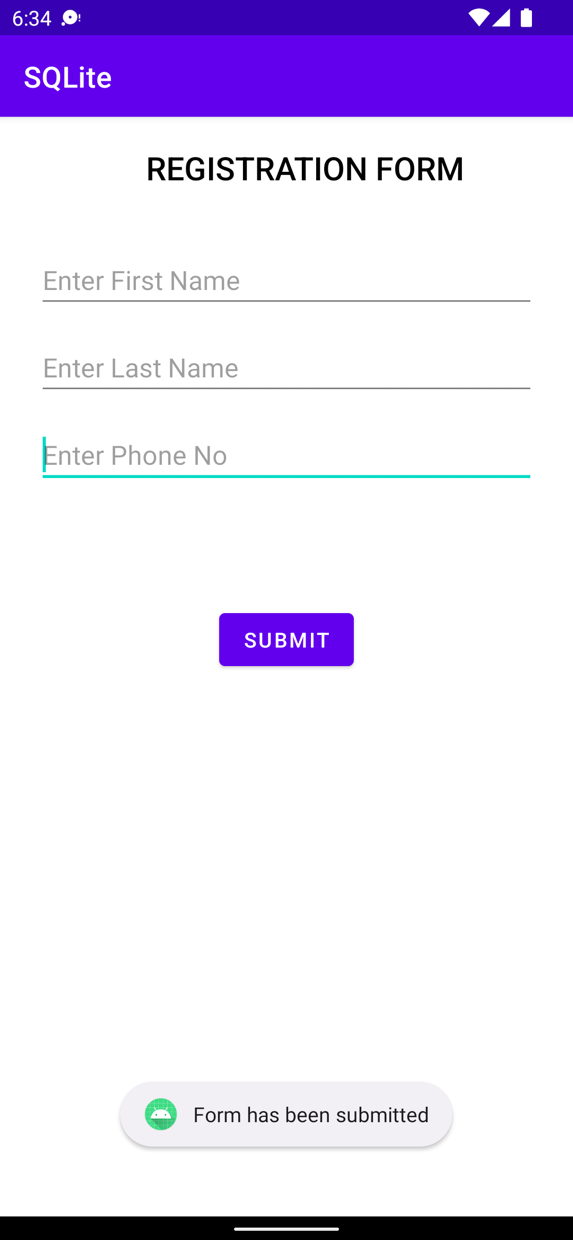 6:34
SQLite
REGISTRATION FORM
Enter First Name
Enter Last Name
Enter Phone No
SUBMIT
Form has been submitted